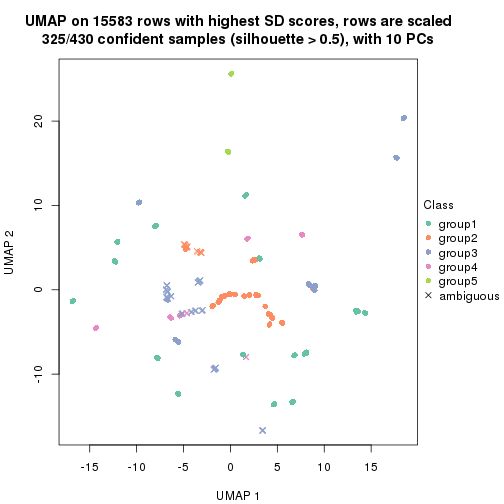 UMAP on 15583 rows with highest SD scores, rows are scaled
325/430 confident samples (silhouette > 0.5), with 10 PCs
20
10
0
-10
UMAP 2
-15
-10
-5
0
5
10
15
UMAP 1
Class
group1
group2
group3
group4
group5
ambiguous